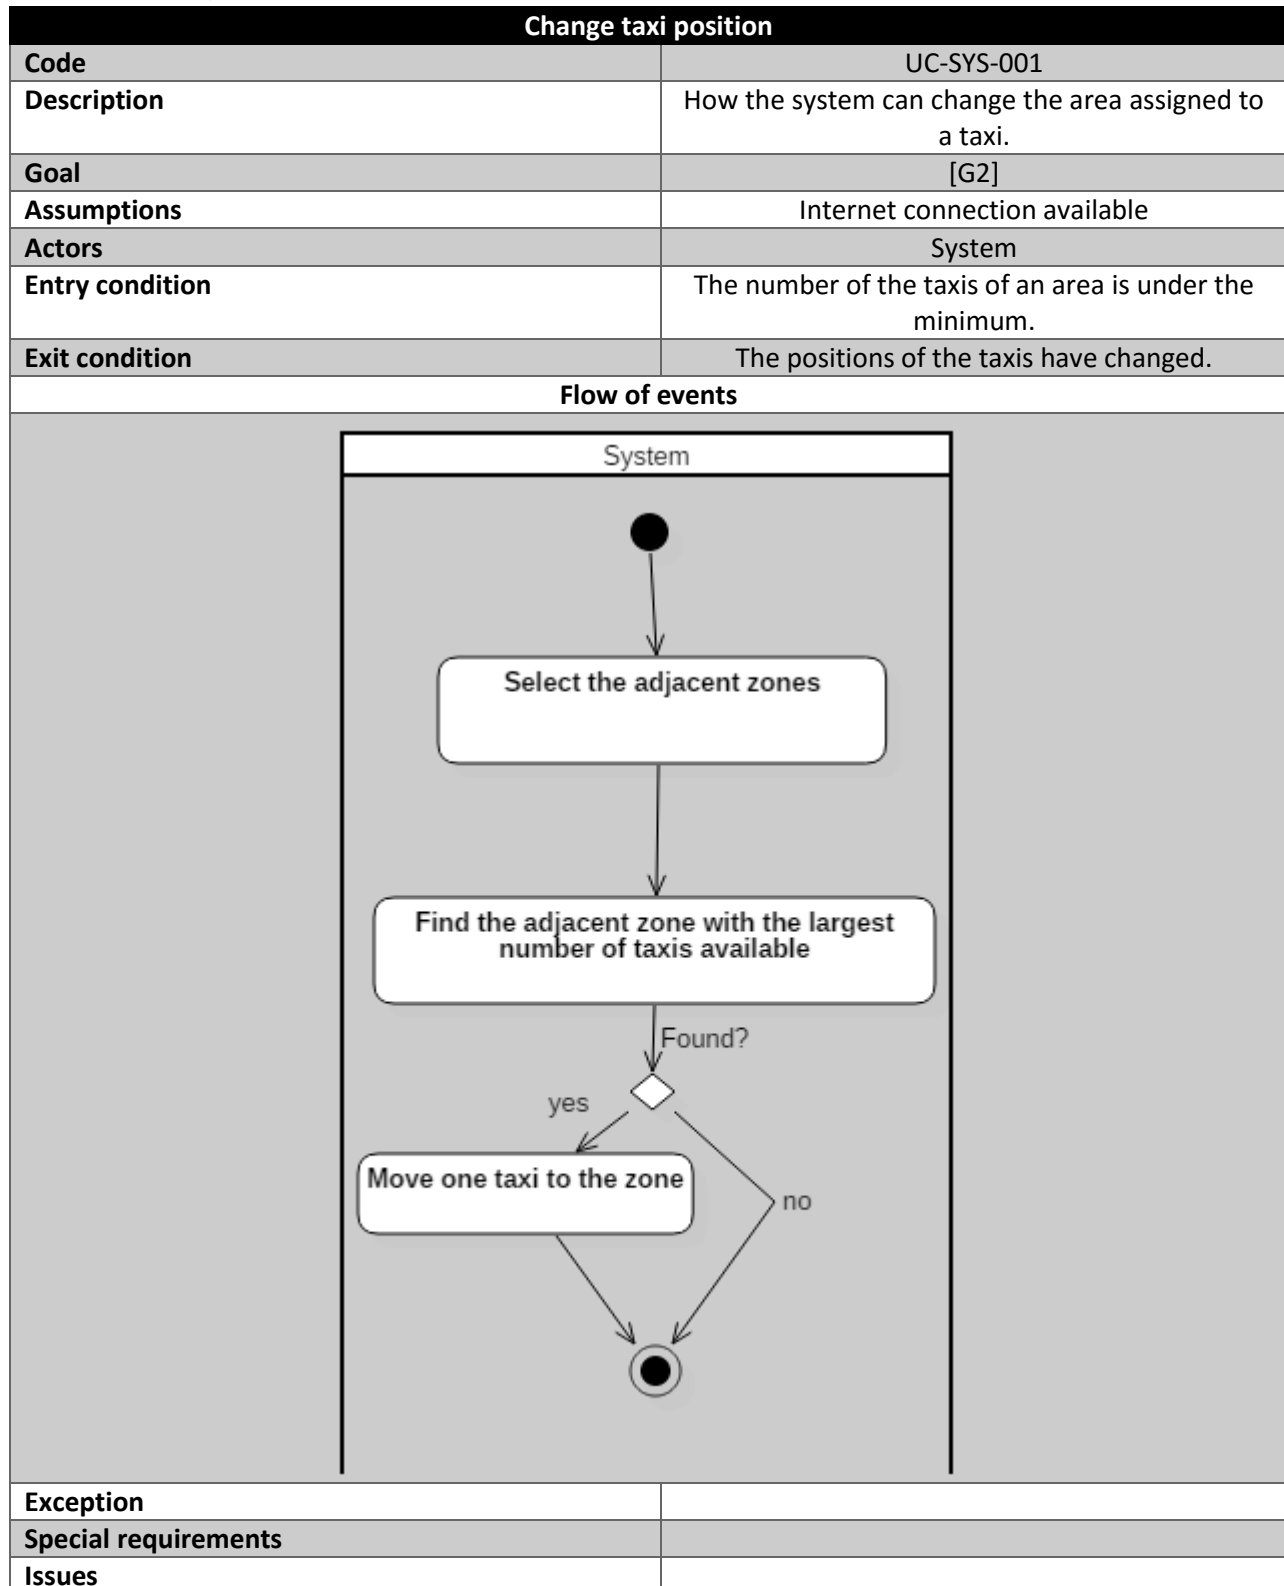 Change taxi position
Code UC-SYS-001
Description How the system can change the area assigned to
a taxi.
Goal [G2]
Assumptions Internet connection available
Actors System
Entry condition The number of the taxis of an area is under the
minimum.
Exit condition The positions of the taxis have changed.
Flow of events
System
Select the adjacent zones
Find the adjacent zone with the largest
number of taxis available
Found?
yes
Move one taxi to the zone
no
Exception
Special requirements
Issues